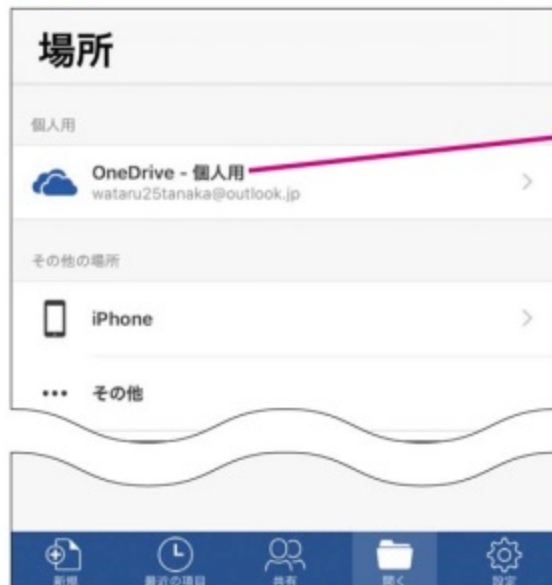 場所
個人用
OneDrive - 個人用
wataru25tanaka@outlook.jp
その他の場所
iPhone
その他
新規
最近の項目
共有
開く
設定